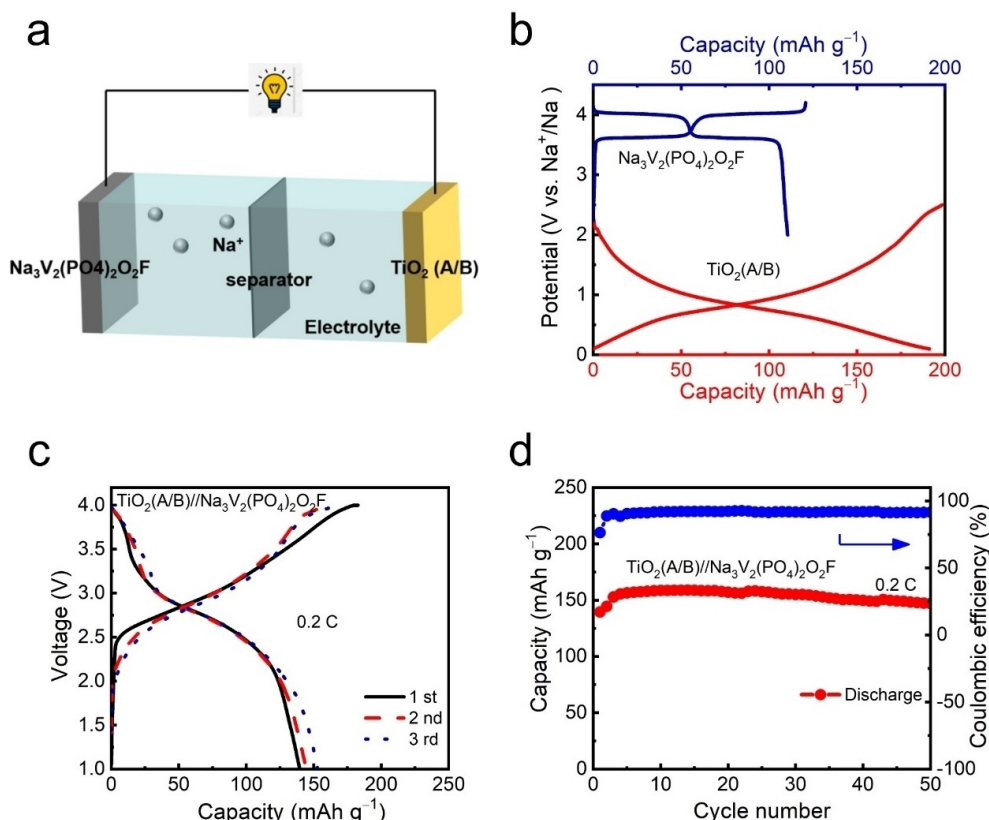 a
Na⁺
Na₃V₂(PO4)₂O₂F
separator
TiO₂ (A/B)
Electrolyte
b
Capacity (mAh g⁻¹)
0 50 100 150 200
Potential (V vs. Na⁺/Na)
4
3
2
1
0
Na₃V₂(PO₄)₂O₂F
TiO₂(A/B)
0 50 100 150 200
Capacity (mAh g⁻¹)
c
TiO₂(A/B)//Na₃V₂(PO₄)₂O₂F
Voltage (V)
4.0
3.5
3.0
2.5
2.0
1.5
1.0
0.2 C
1 st
2 nd
3 rd
0 50 100 150 200 250
Capacity (mAh g⁻¹)
d
Capacity (mAh g⁻¹)
250
225
200
175
150
125
100
75
50
25
0
TiO₂(A/B)//Na₃V₂(PO₄)₂O₂F
0.2 C
Discharge
100
50
0
-50
-100
Coulombic efficiency (%)
0 10 20 30 40 50
Cycle number